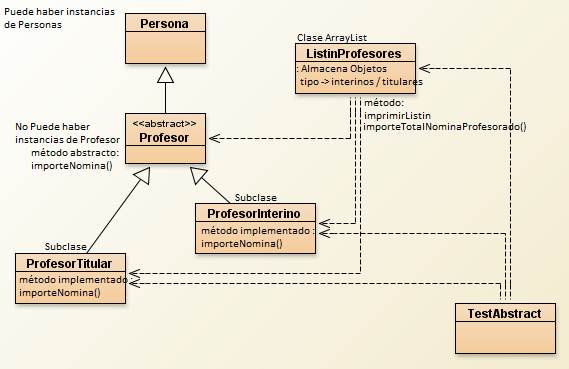 Puede haber instancias
de Personas
Persona
Clase ArrayList
ListinProfesores
: Almacena Objetos
tipo -> interinos / titulares
método:
imprimirListin
importeTotalNominaProfesorado()
<<abstract>>
Profesor
No Puede haber
instancias de Profesor
método abstracto:
importeNomina()
Subclase
ProfesorInterino
método implementado :
importeNomina()
Subclase
ProfesorTitular
método implementado :
importeNomina()
TestAbstract